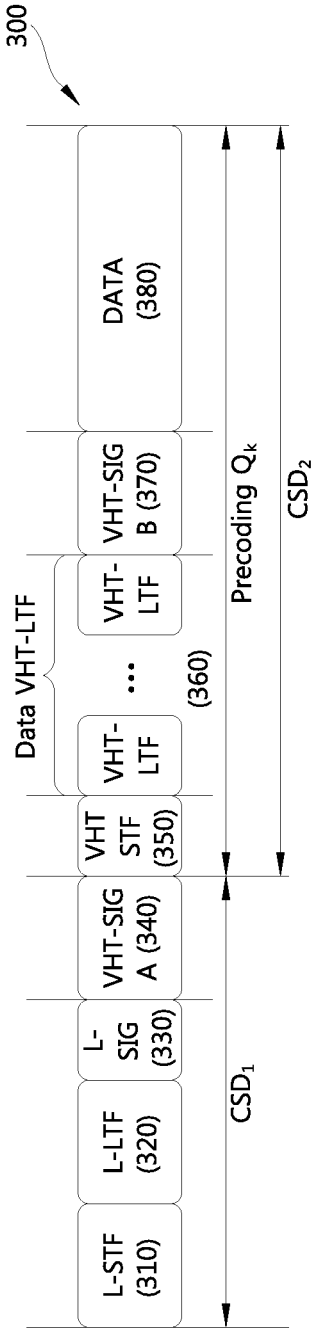 300
L-STF
(310)
L-LTF
(320)
L-
SIG
(330)
VHT-SIG
A (340)
VHT
STF
(350)
Data VHT-LTF
VHT-
LTF
...
VHT-
LTF
(360)
VHT-SIG
B (370)
DATA
(380)
Precoding Qk
CSD1
CSD2